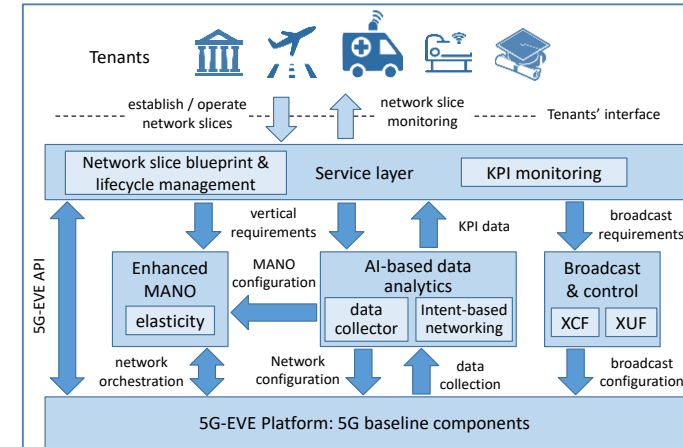 Tenants
establish / operate
network slices
network slice
monitoring
Tenants' interface
Network slice blueprint &
lifecycle management
Service layer
KPI monitoring
5G-EVE API
vertical
requirements
KPI data
broadcast
requirements
Enhanced
MANO
elasticity
MANO
configuration
AI-based data
analytics
data
collector
Intent-based
networking
Broadcast
& control
XCF
XUF
network
orchestration
Network
configuration
data
collection
broadcast
configuration
5G-EVE Platform: 5G baseline components